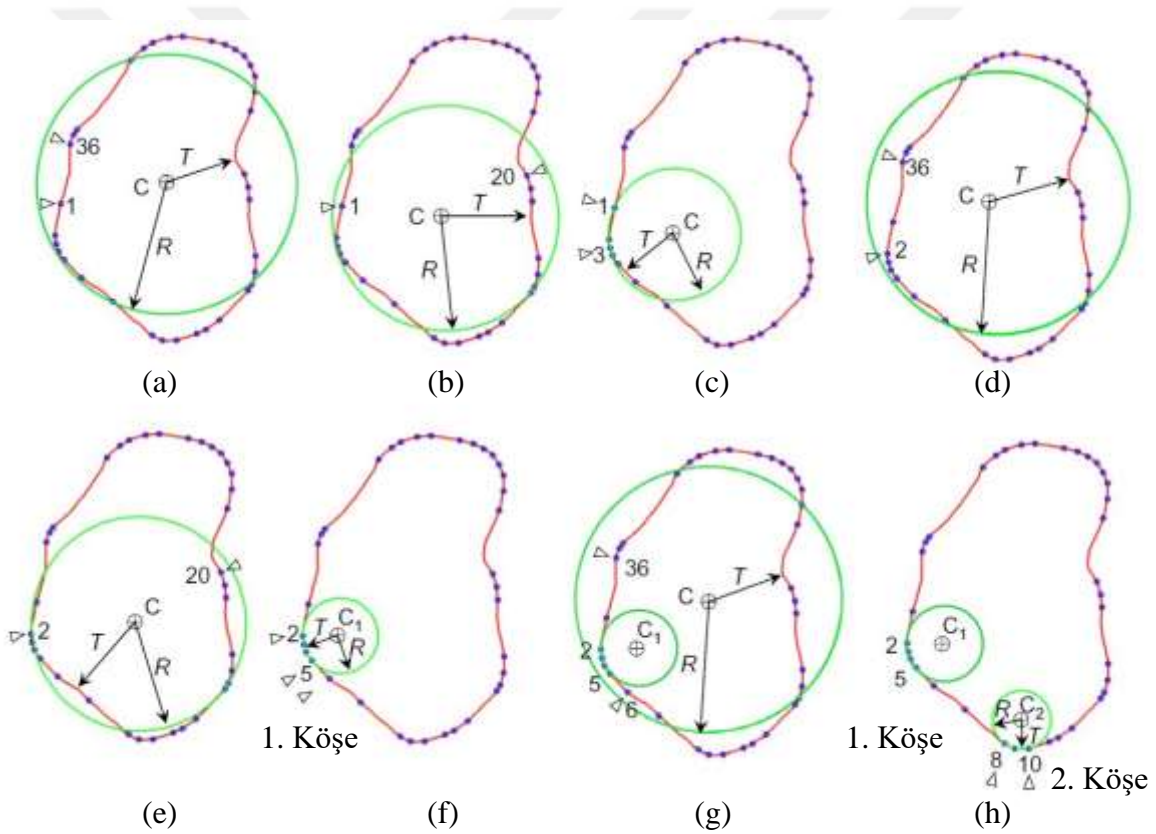 36 T C 1 R
20 1 C T R
1 C T 3 R
36 T C 2 R
(a) (b) (c) (d)
20 C 2 T R
2 T C₁ R 5
36 T C C₁ 2 R 5 6
C₁ 2 5 R C₂ T 8 10
1. Köşe 1. Köşe
2. Köşe
(e) (f) (g) (h)